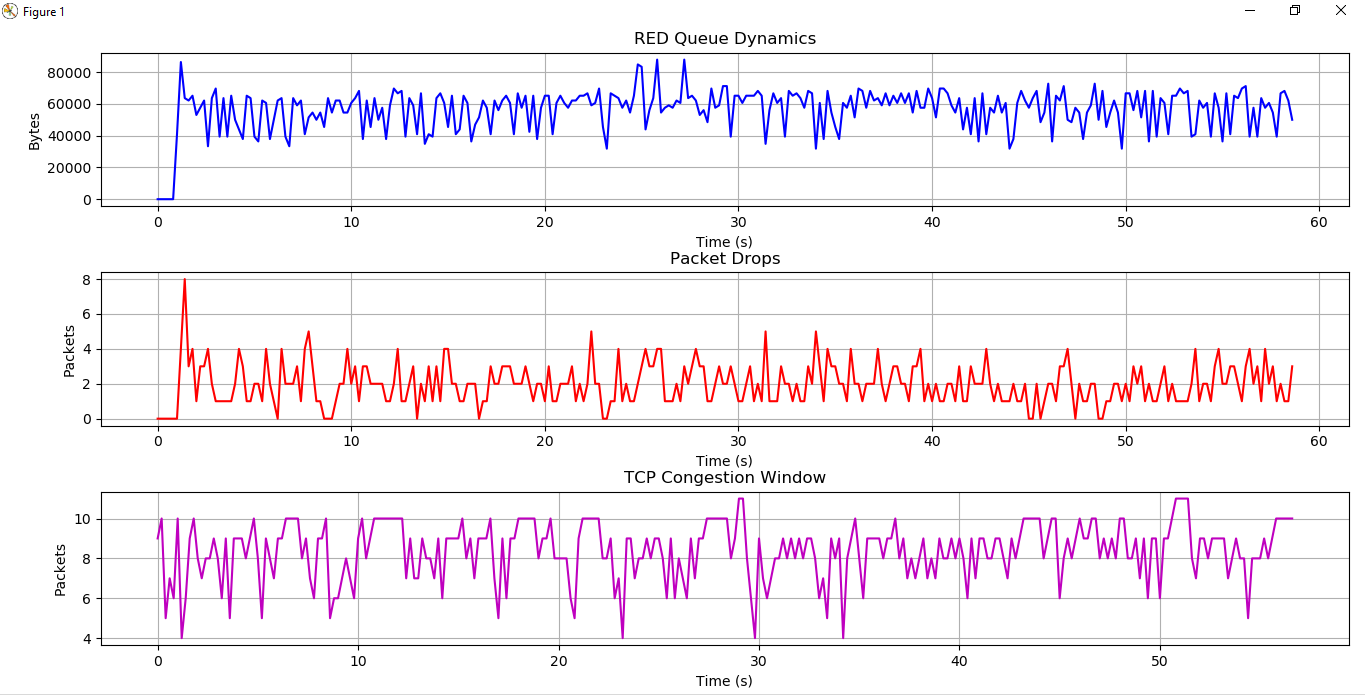 Figure 1
RED Queue Dynamics
Bytes
80000
60000
40000
20000
0
0 10 20 30 40 50 60
Time (s)
Packet Drops
Packets
8
6
4
2
0
0 10 20 30 40 50 60
Time (s)
TCP Congestion Window
Packets
10
8
6
4
0 10 20 30 40 50
Time (s)